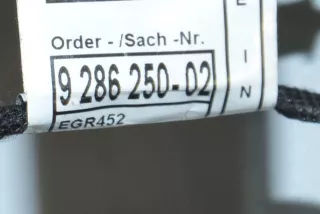 Order - /Sach -Nr.
9 286 250-02
EGR452
E
I
N